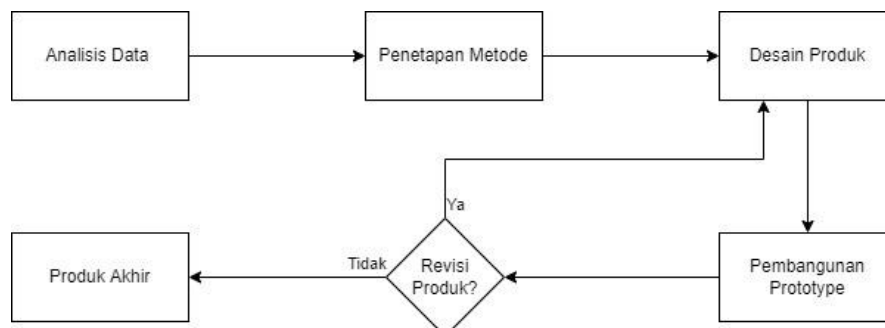 Analisis Data
Penetapan Metode
Desain Produk
Ya
Tidak
Revisi
Produk?
Produk Akhir
Pembangunan
Prototype